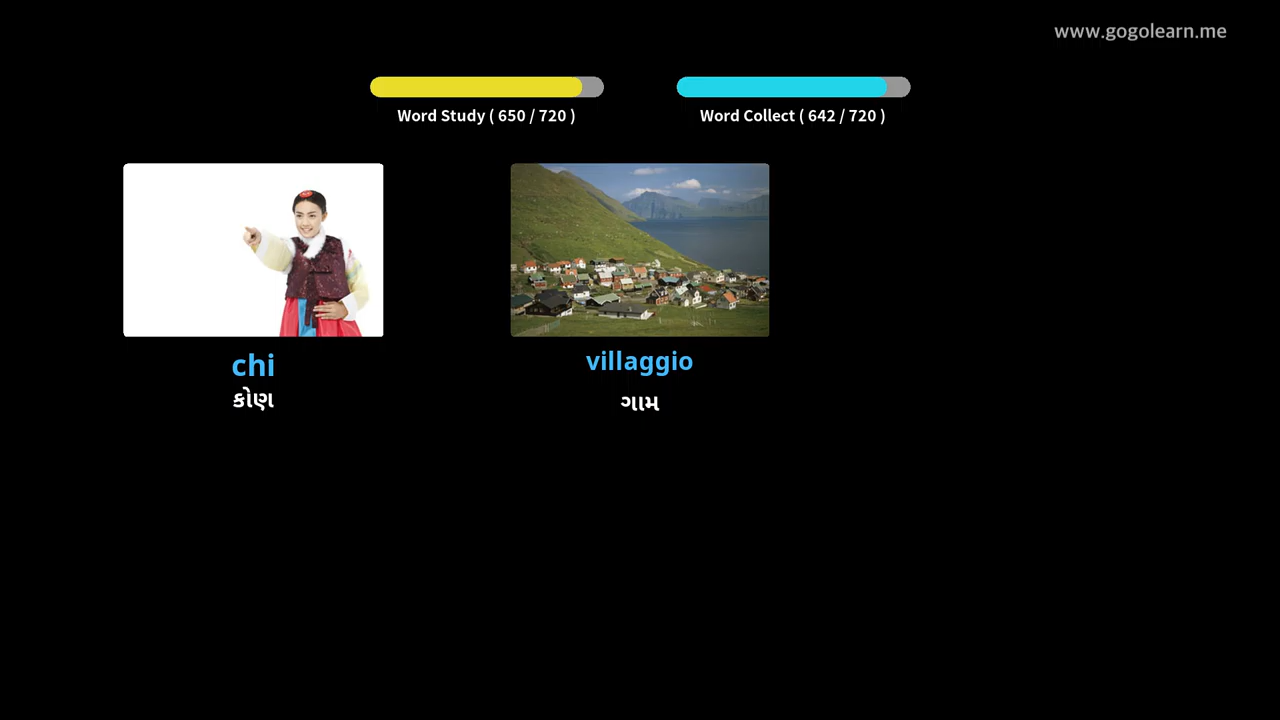 www.gogolearn.me
Word Study ( 650 / 720 )
Word Collect ( 642 / 720 )
chi
કોણ
villaggio
ગામ